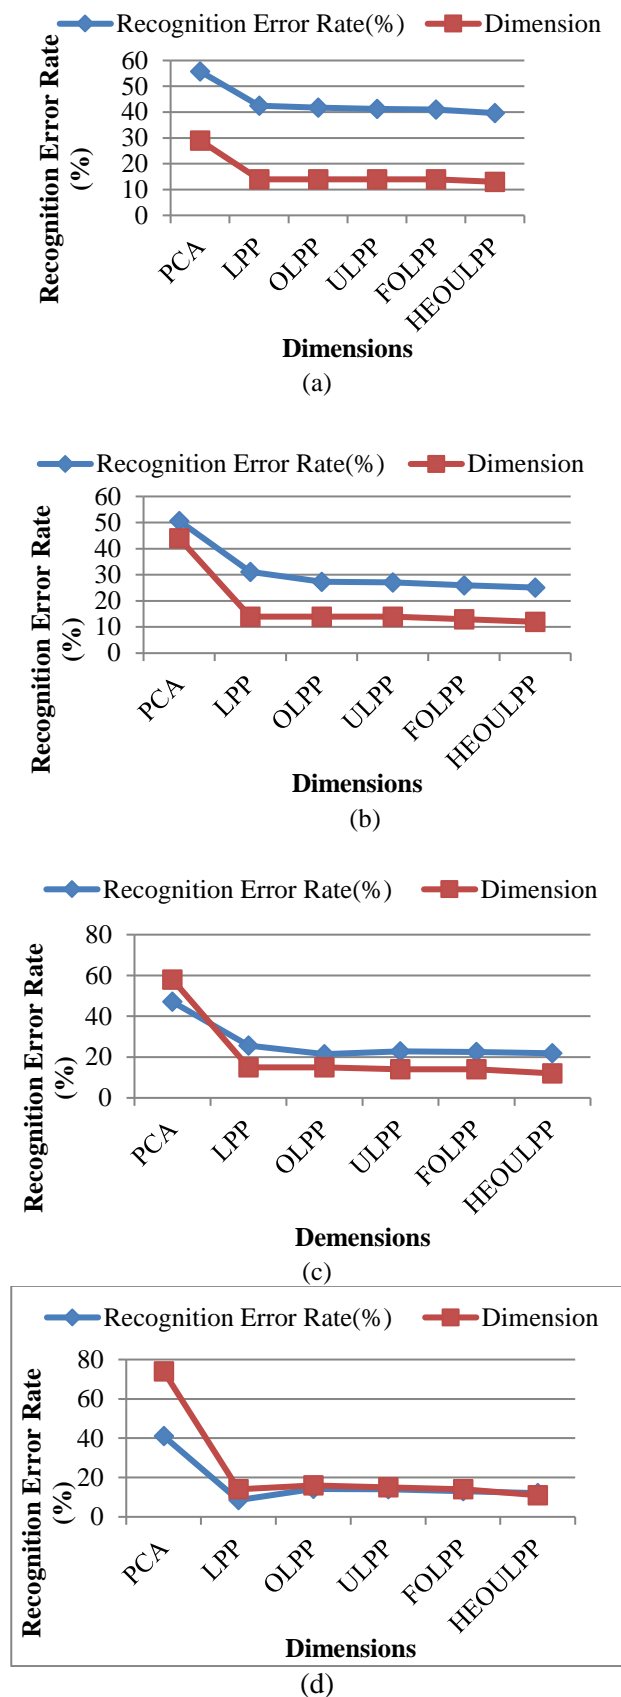 Recognition Error Rate(%) Dimension
60
50
40
30
20
10
0
Recognition Error Rate
(%)
PCA LPP OLPP ULPP FOLPP HEOULPP
Dimensions
(a)
Recognition Error Rate(%) Dimension
60
50
40
30
20
10
0
Recognition Error Rate
(%)
PCA LPP OLPP ULPP FOLPP HEOULPP
Dimensions
(b)
Recognition Error Rate(%) Dimension
80
60
40
20
0
Recognition Error Rate
(%)
PCA LPP OLPP ULPP FOLPP HEOULPP
Demensions
(c)
Recognition Error Rate(%) Dimension
80
60
40
20
0
Recognition Error Rate
(%)
PCA LPP OLPP ULPP FOLPP HEOULPP
Dimensions
(d)